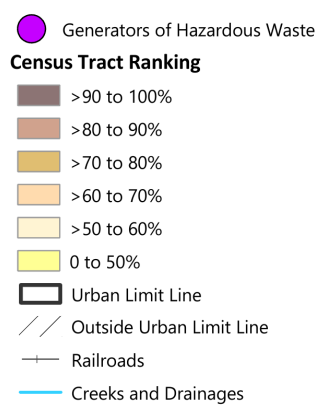 Generators of Hazardous Waste
Census Tract Ranking
>90 to 100%
>80 to 90%
>70 to 80%
>60 to 70%
>50 to 60%
0 to 50%
Urban Limit Line
Outside Urban Limit Line
Railroads
Creeks and Drainages